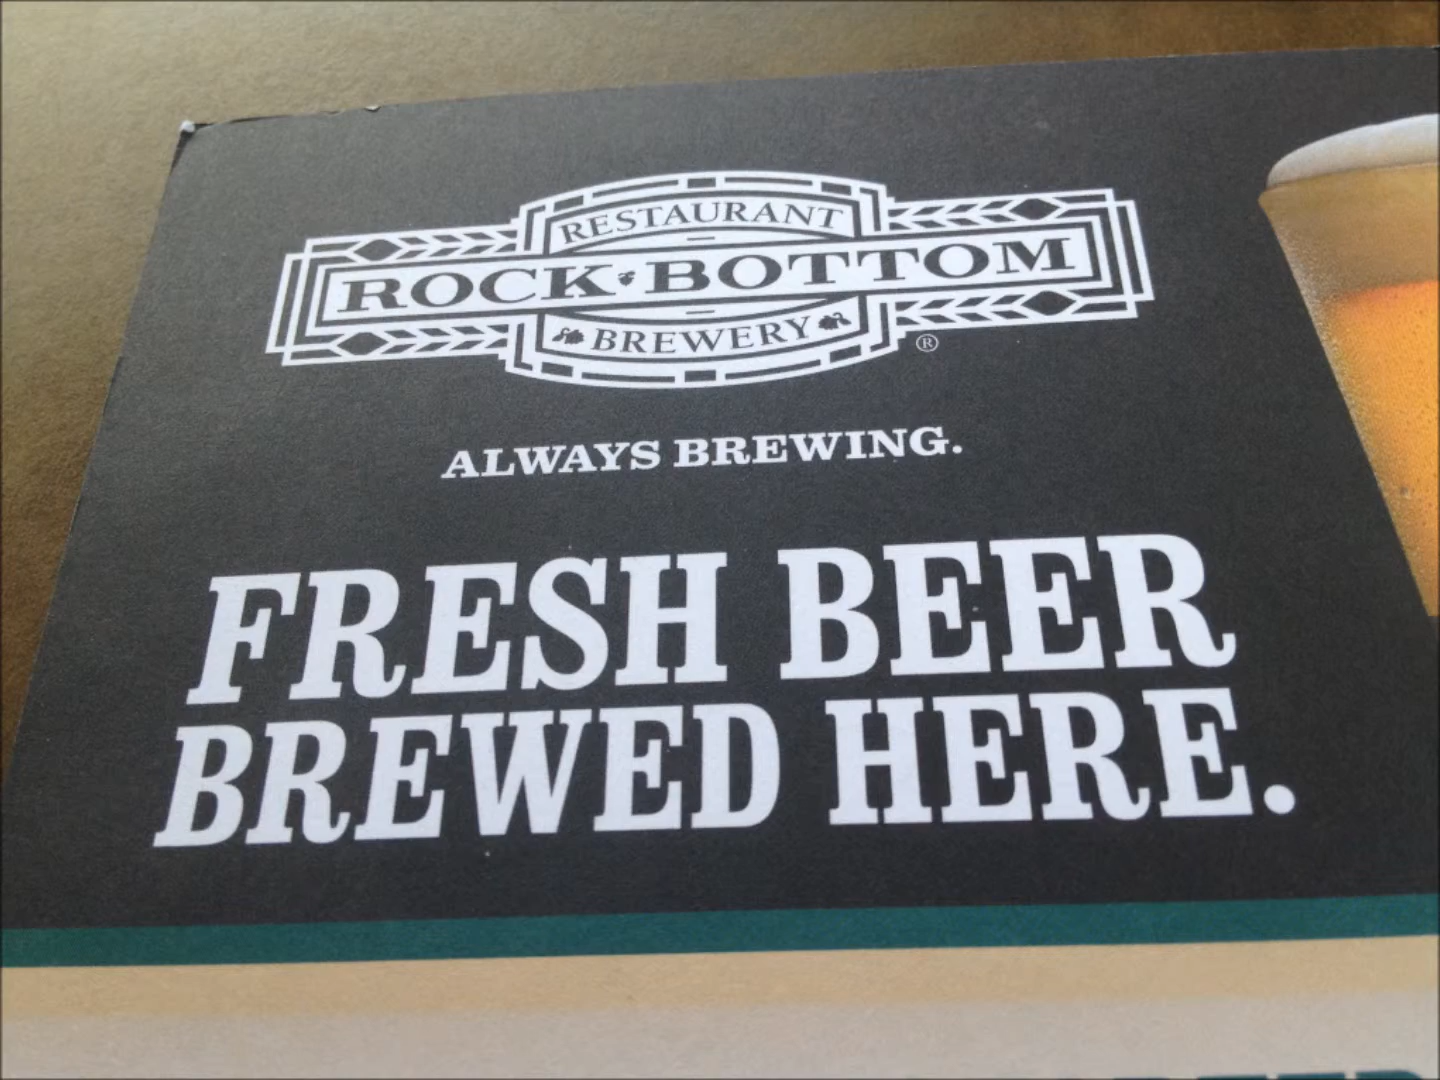 RESTAURANT
ROCK BOTTOM
BREWERY
®
ALWAYS BREWING.
FRESH BEER
BREWED HERE.